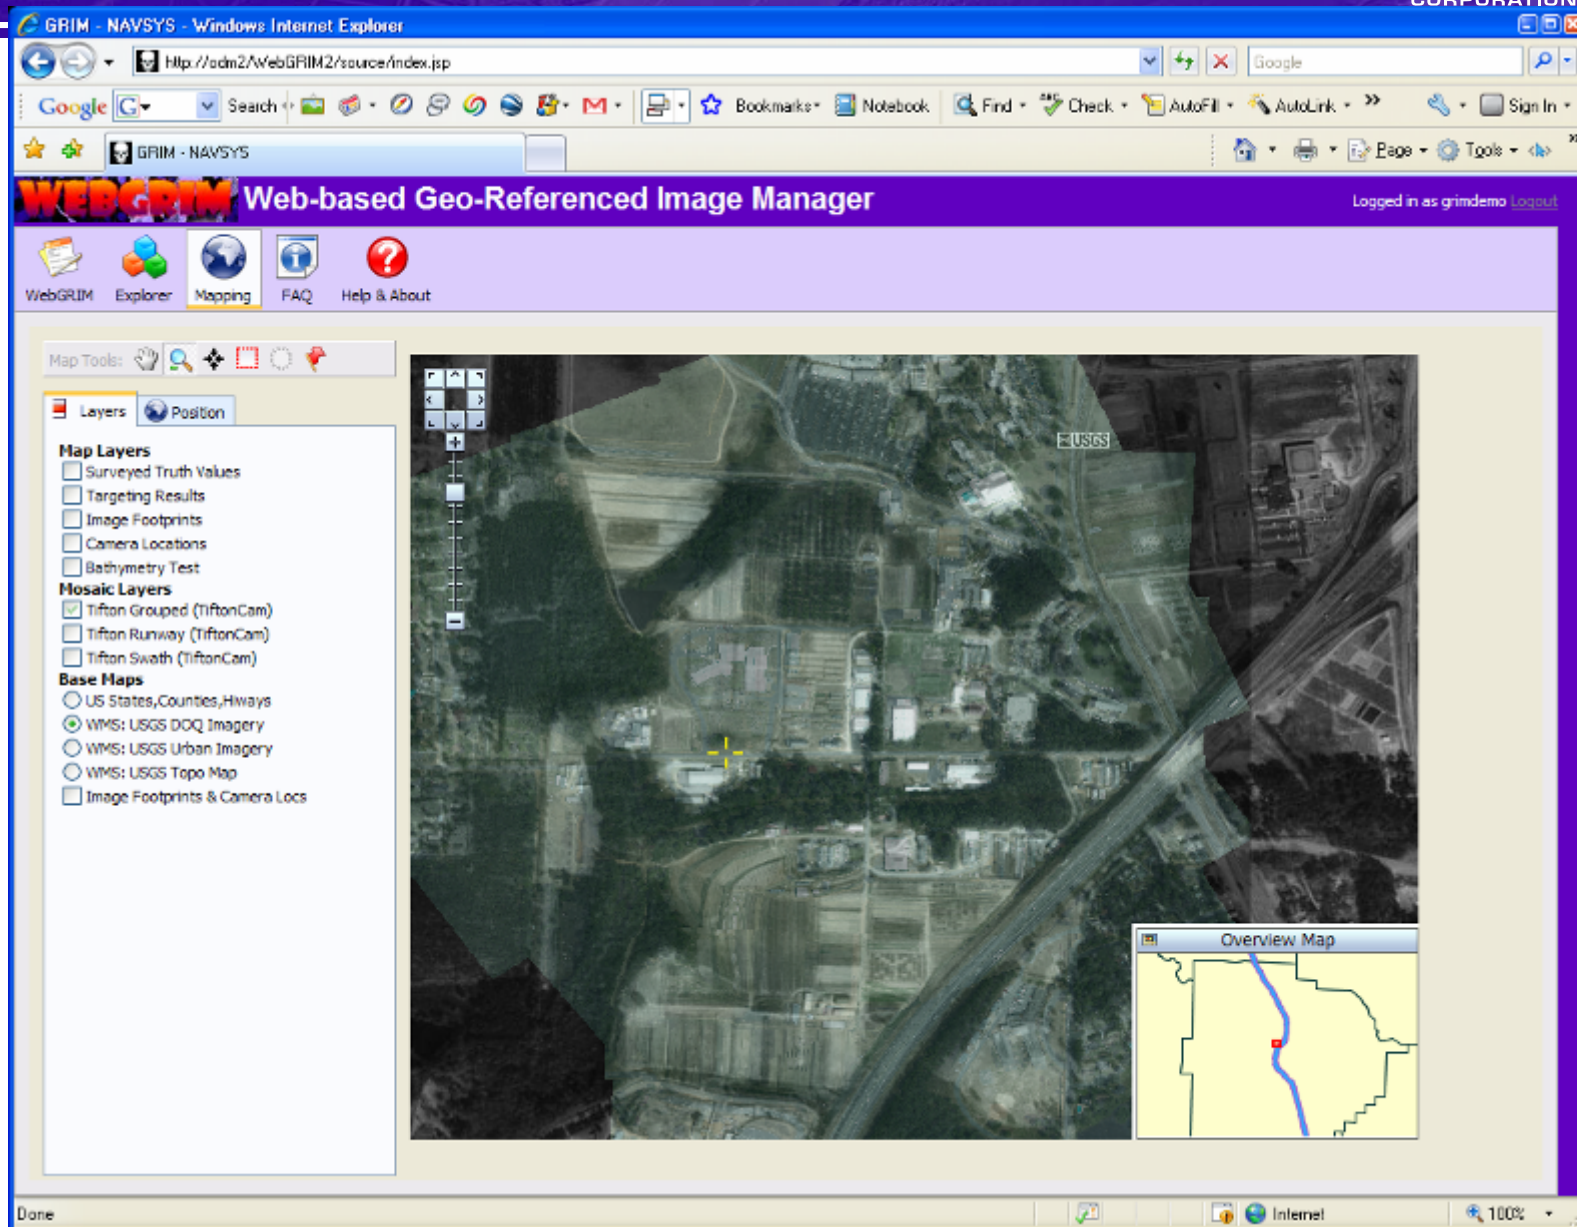 CORPORATION
GRIM - NAVSYS - Windows Internet Explorer
http://odm2/WebGRIM2/source/index.jsp
Google
Google
G
Search
Bookmarks
Notebook
Find
Check
AutoFill
AutoLink
Sign In
GRIM - NAVSYS
Page
Tools
WEBGRIM
Web-based Geo-Referenced Image Manager
Logged in as grimdemo Logout
WebGRIM
Explorer
Mapping
FAQ
Help & About
Map Tools:
Layers
Position
Map Layers
Surveyed Truth Values
Targeting Results
Image Footprints
Camera Locations
Bathymetry Test
Mosaic Layers
Tifton Grouped (TiftonCam)
Tifton Runway (TiftonCam)
Tifton Swath (TiftonCam)
Base Maps
US States,Counties,Hiways
WMS: USGS DOQ Imagery
WMS: USGS Urban Imagery
WMS: USGS Topo Map
Image Footprints & Camera Locs
USGS
Overview Map
Done
Internet
100%